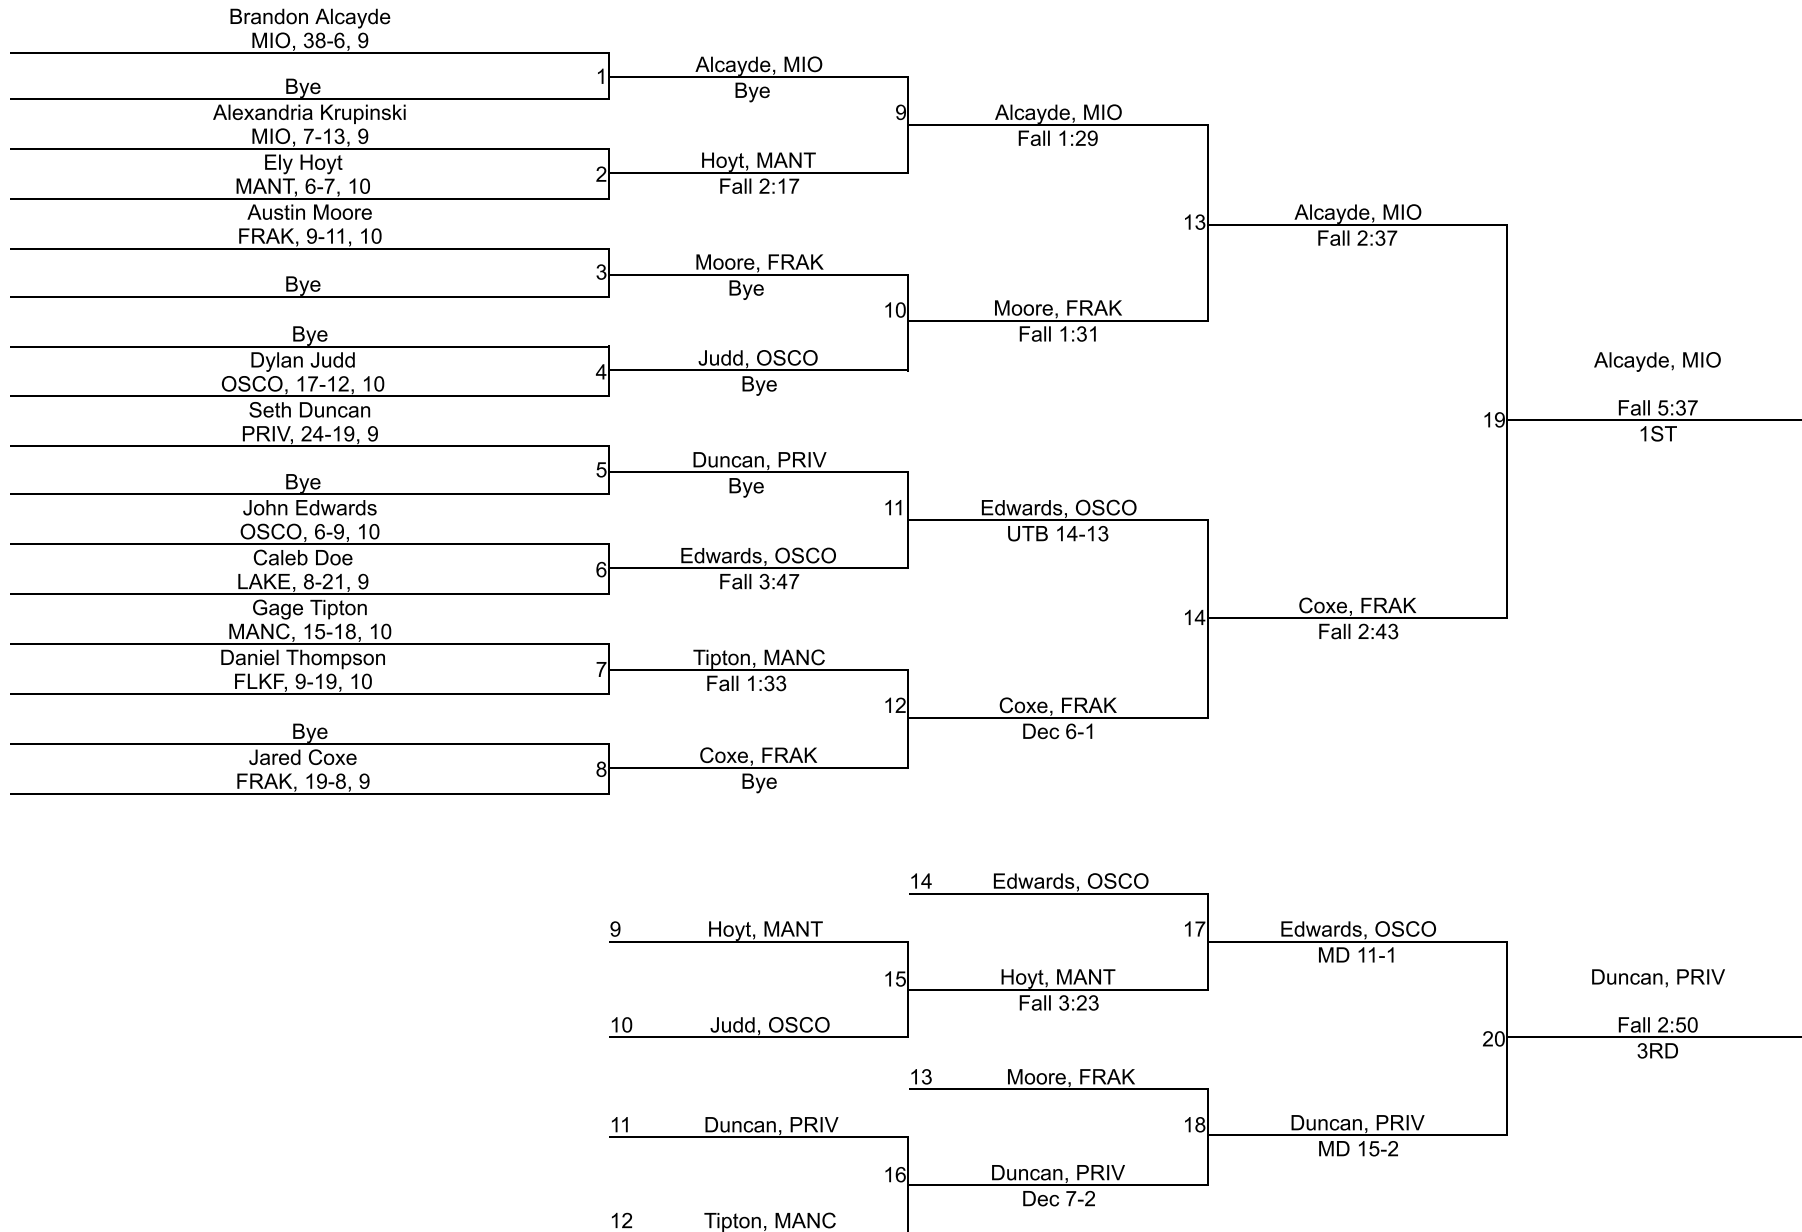 Brandon Alcayde
MIO, 38-6, 9
Bye
Alexandria Krupinski
MIO, 7-13, 9
Ely Hoyt
MANT, 6-7, 10
Austin Moore
FRAK, 9-11, 10
Bye
Bye
Dylan Judd
OSCO, 17-12, 10
Seth Duncan
PRIV, 24-19, 9
Bye
John Edwards
OSCO, 6-9, 10
Caleb Doe
LAKE, 8-21, 9
Gage Tipton
MANC, 15-18, 10
Daniel Thompson
FLKF, 9-19, 10
Bye
Jared Coxe
FRAK, 19-8, 9
1
Alcayde, MIO
Bye
2
Hoyt, MANT
Fall 2:17
3
Moore, FRAK
Bye
4
Judd, OSCO
Bye
5
Duncan, PRIV
Bye
6
Edwards, OSCO
Fall 3:47
7
Tipton, MANC
Fall 1:33
8
Coxe, FRAK
Bye
9
Alcayde, MIO
Fall 1:29
10
Moore, FRAK
Fall 1:31
11
Edwards, OSCO
UTB 14-13
12
Coxe, FRAK
Dec 6-1
13
Alcayde, MIO
Fall 2:37
14
Coxe, FRAK
Fall 2:43
19
Alcayde, MIO
Fall 5:37
1ST
9
Hoyt, MANT
10
Judd, OSCO
11
Duncan, PRIV
12
Tipton, MANC
14
Edwards, OSCO
15
Hoyt, MANT
Fall 3:23
13
Moore, FRAK
16
Duncan, PRIV
Dec 7-2
17
Edwards, OSCO
MD 11-1
18
Duncan, PRIV
MD 15-2
20
Duncan, PRIV
Fall 2:50
3RD